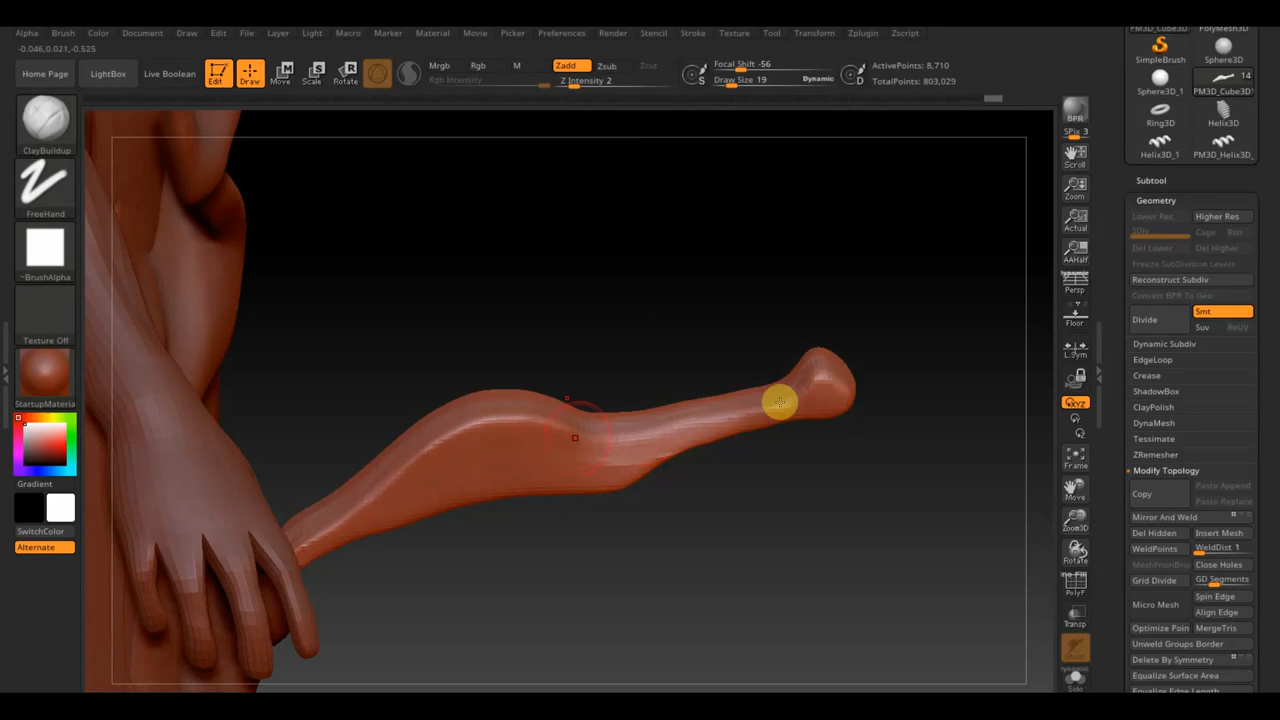 Alpha Brush Color Document Draw Edit File Layer Light Macro Marker Material Movie Picker Preferences Render Stencil Stroke Texture Tool Transform Zplugin Zscript
-0.046,0.021,-0.525
Home Page LightBox Live Boolean Edit Draw Move Scale Rotate Mrgb Rgb M Zadd Zsub Zcut Focal Shift -56 ActivePoints: 8,710
Rgb Intensity Z Intensity 2 S Draw Size 19 Dynamic D TotalPoints: 803,029
ClayBuildup
FreeHand
~BrushAlpha
Texture Off
StartupMateria
Gradient
SwitchColor
Alternate
BPR
SPix 3
Scroll
Zoom
Actual
AAHalf
Dynamic
Persp
Floor
L.Sym
XYZ
Y
Z
Frame
Move
Zoom3D
Rotate
PolyF
Transp
Dynamic
Solo
PM3D_Cube3D PolyMesh3D
SimpleBrush Sphere3D
14
Sphere3D_1 PM3D_Cube3D
Ring3D Helix3D
Helix3D_1 PM3D_Helix3D_
Subtool
Geometry
Lower Res Higher Res
SDiv Cage Rstr
Del Lower Del Higher
Freeze SubDivision Levels
Reconstruct Subdiv
Convert BPR To Geo
Divide Smt
Suv ReUV
Dynamic Subdiv
EdgeLoop
Crease
ShadowBox
ClayPolish
DynaMesh
Tessimate
ZRemesher
Modify Topology
Copy Paste Append
Paste Replace
Mirror And Weld
Del Hidden Insert Mesh
WeldPoints WeldDist 1
MeshFromBru Close Holes
Grid Divide GD Segments
Micro Mesh Spin Edge
Align Edge
Optimize Poin MergeTris
Unweld Groups Border
Delete By Symmetry
Equalize Surface Area